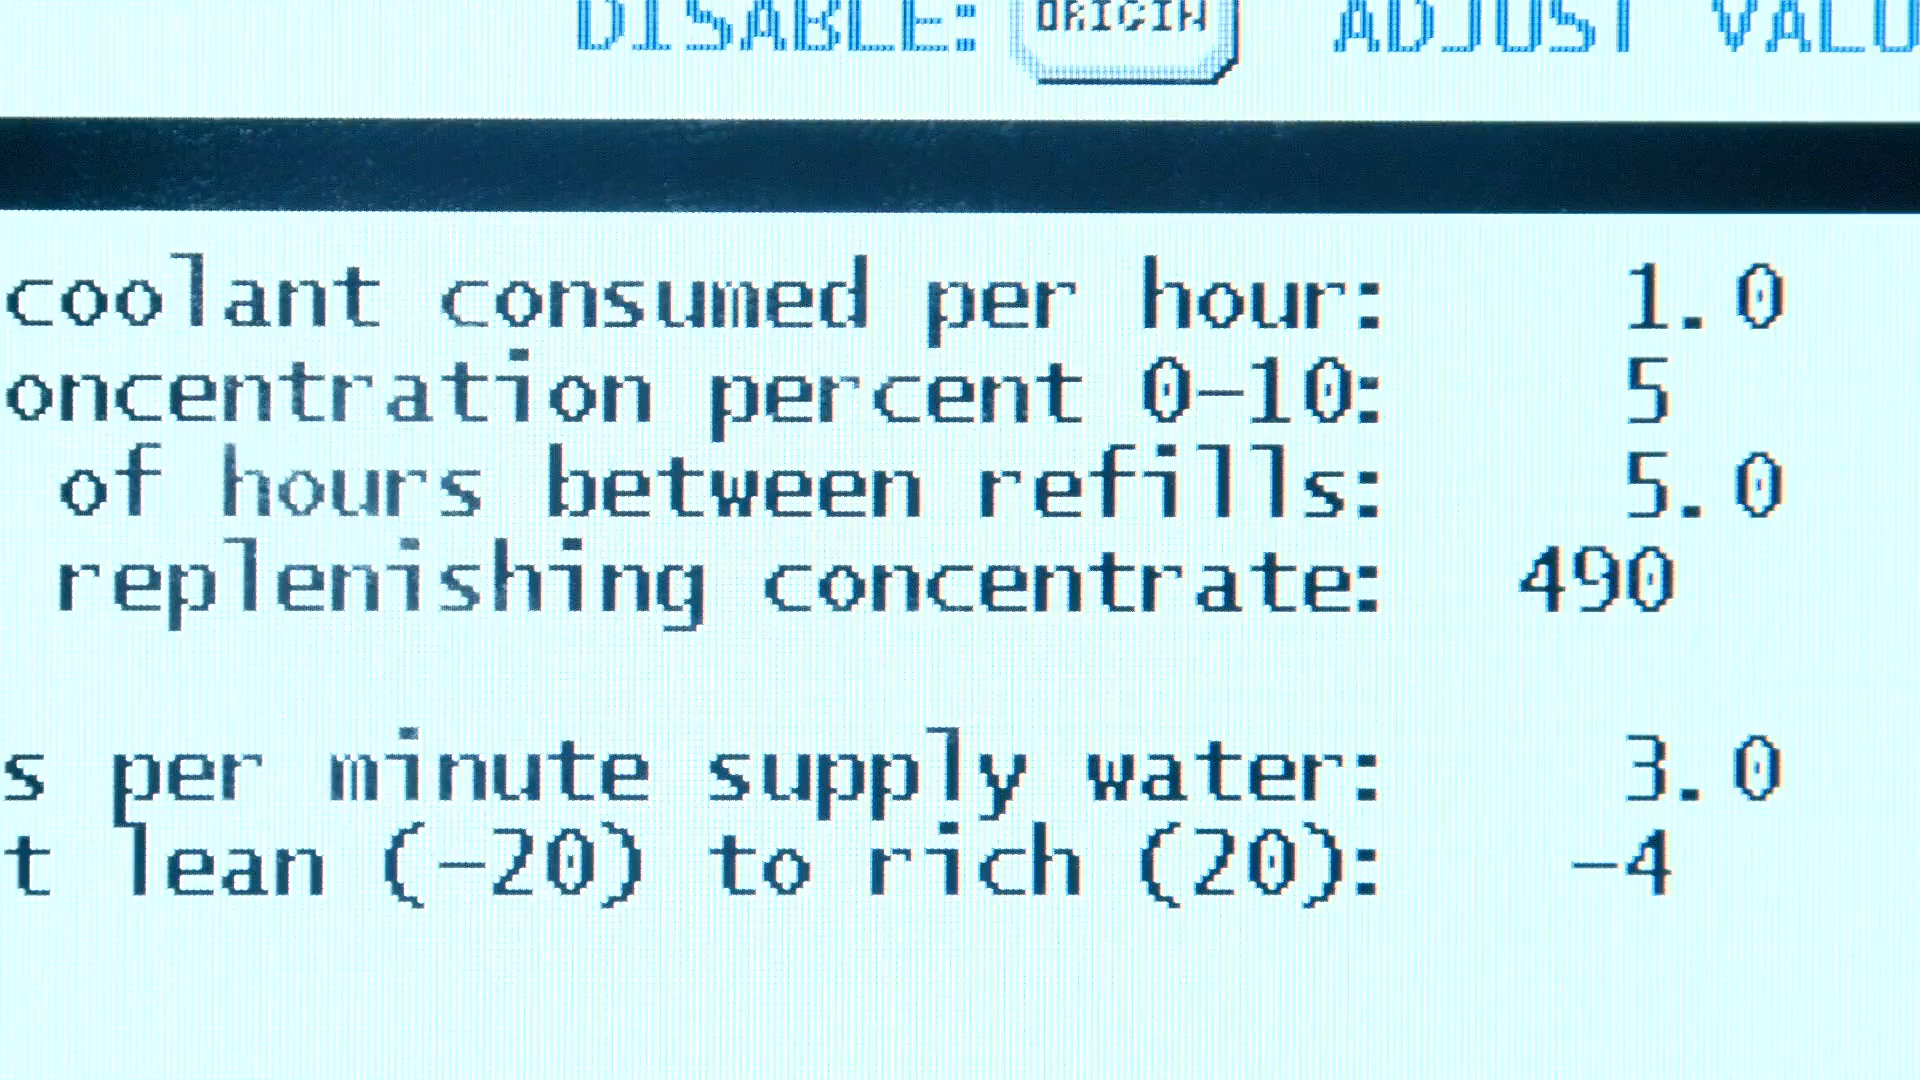 DISABLE: ORIGIN ADJUST VALU
coolant consumed per hour: 1.0
oncentration percent 0-10: 5
of hours between refills: 5.0
replenishing concentrate: 490
s per minute supply water: 3.0
t lean (-20) to rich (20): -4